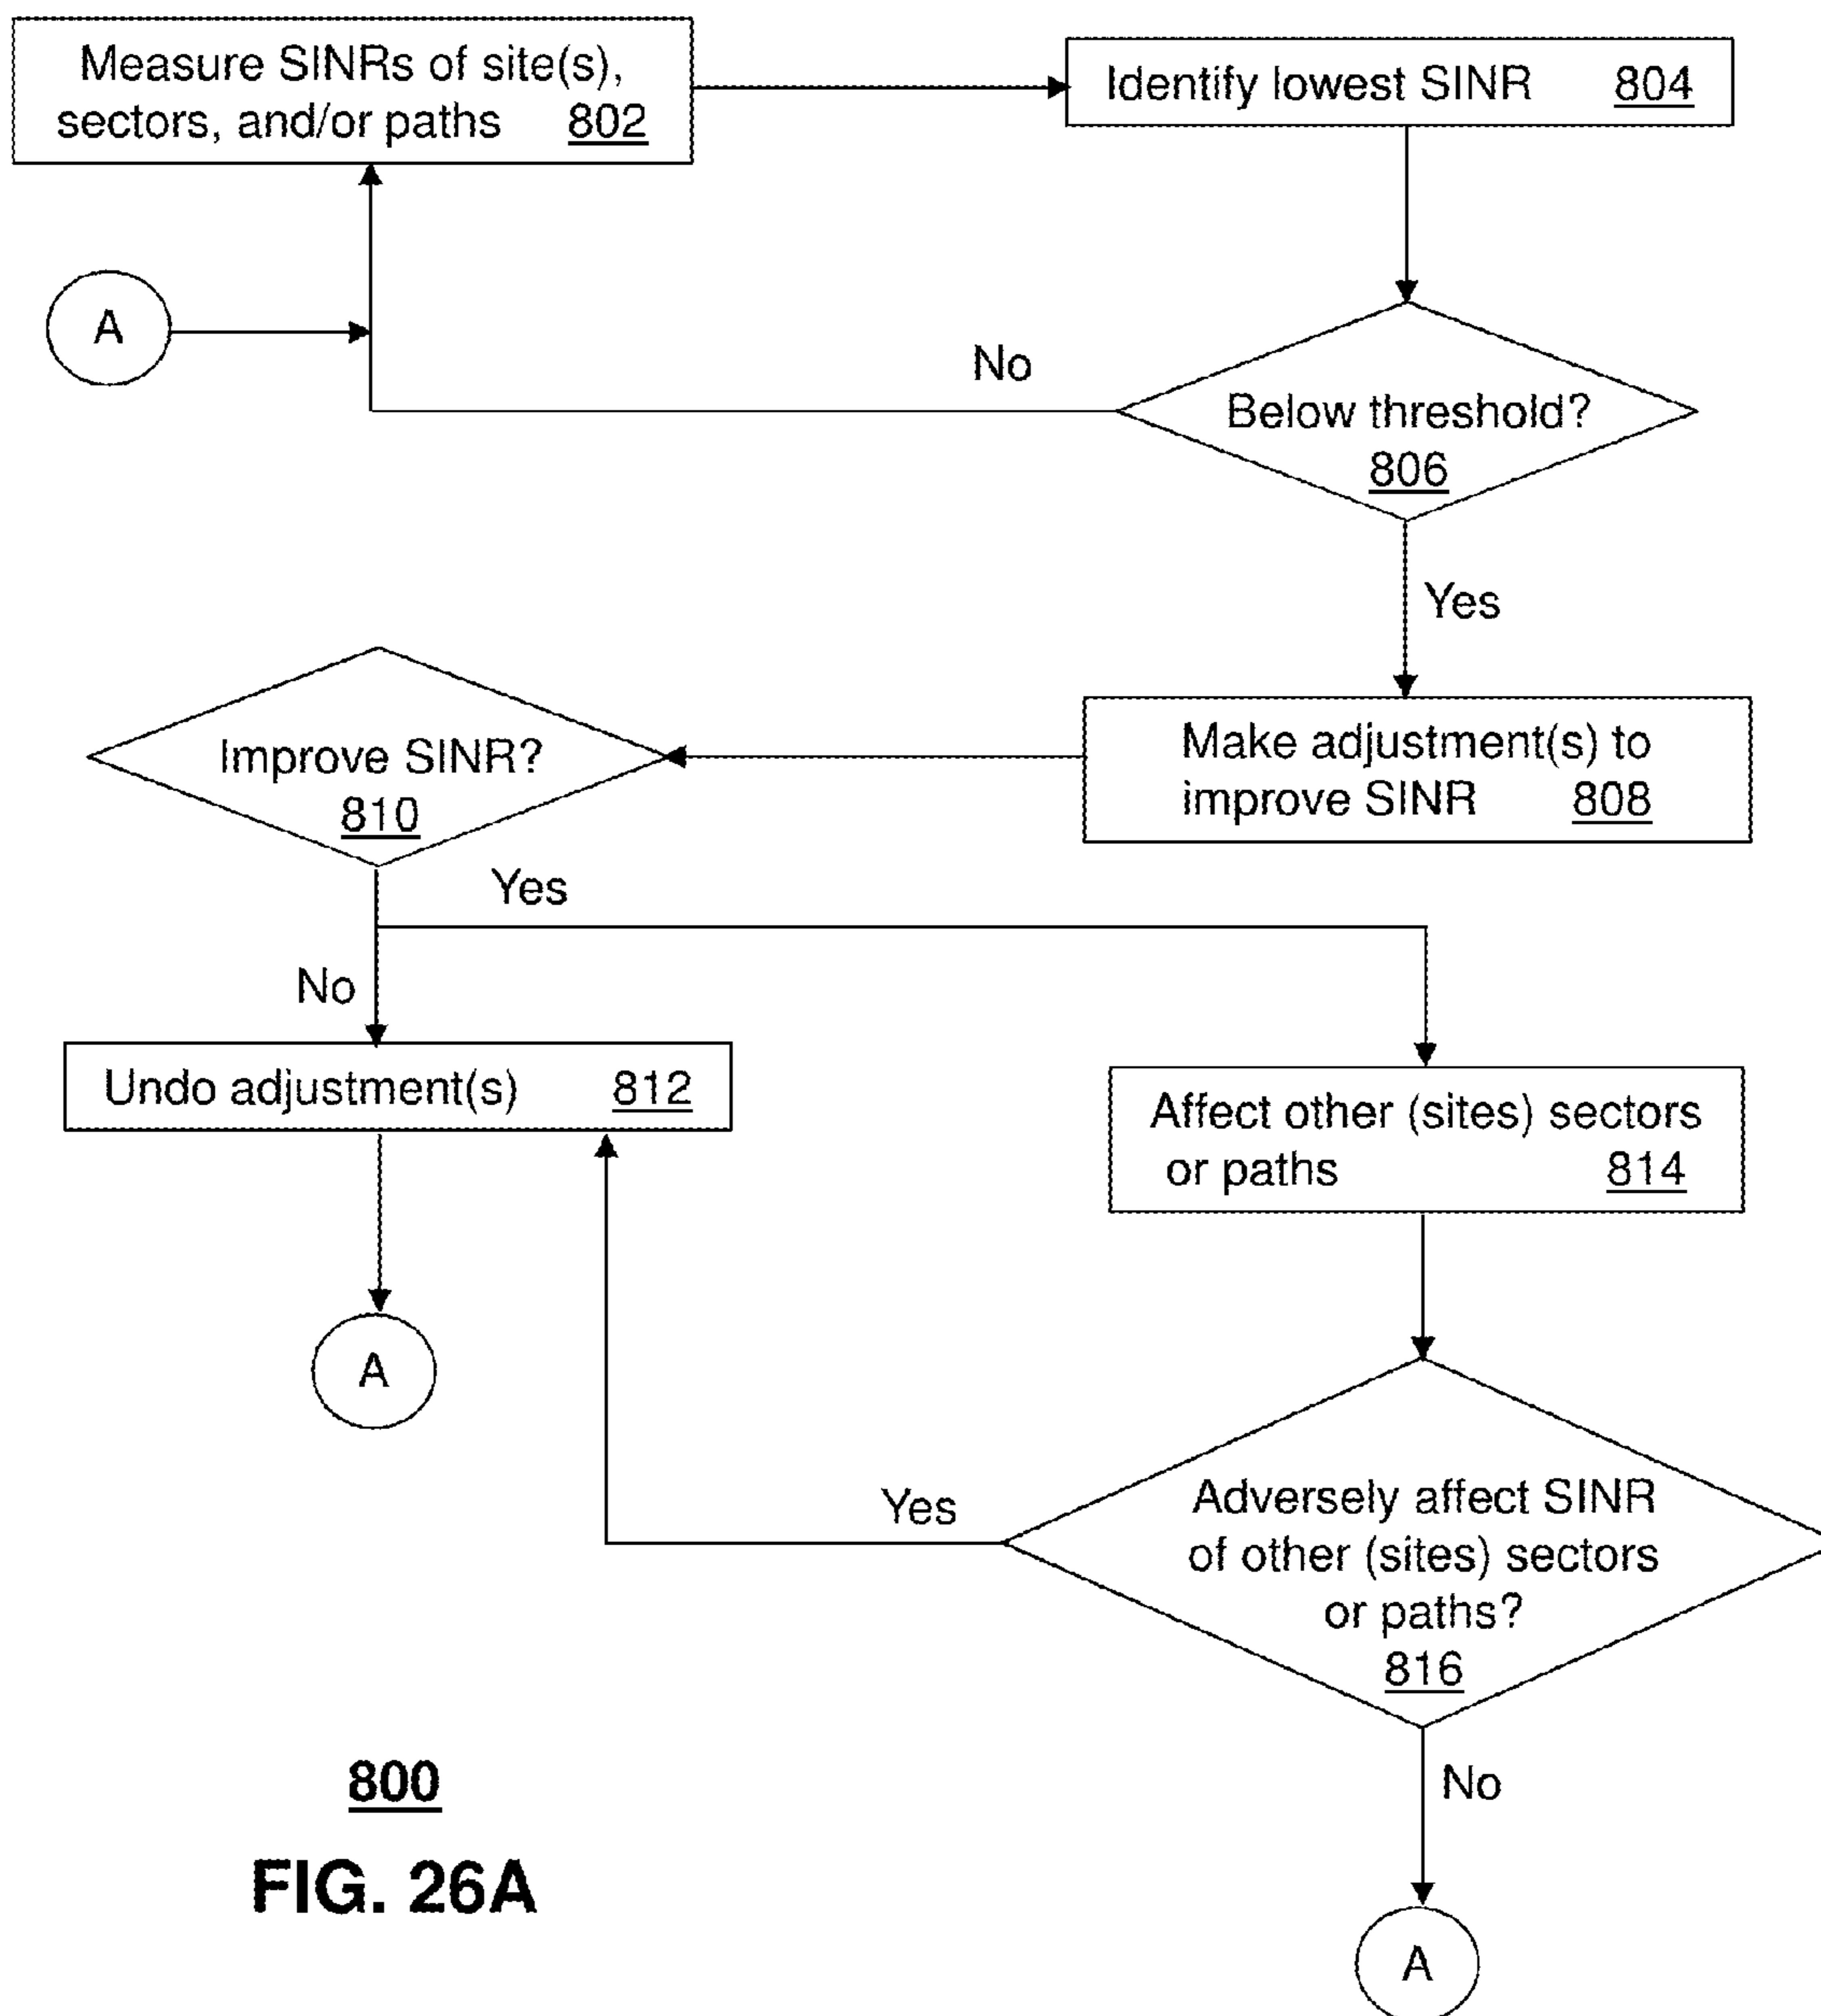 Measure SINRs of site(s),
sectors, and/or paths 802
Identify lowest SINR 804
A
No
Below threshold?
806
Yes
Improve SINR?
810
Make adjustment(s) to
improve SINR 808
Yes
No
Undo adjustment(s) 812
Affect other (sites) sectors
or paths 814
A
Yes
Adversely affect SINR
of other (sites) sectors
or paths?
816
No
800
FIG. 26A
A